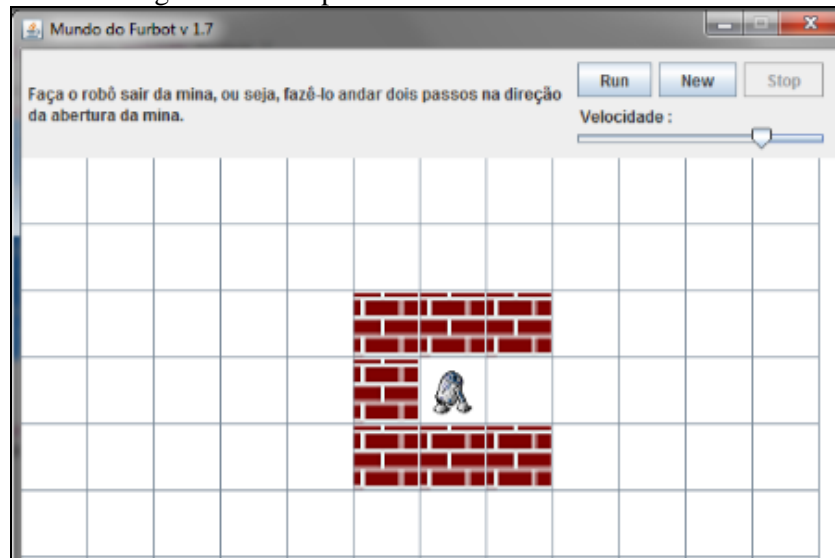 Mundo do Furbot v 1.7
Faça o robô sair da mina, ou seja, fazê-lo andar dois passos na direção
da abertura da mina.
Run New Stop
Velocidade :